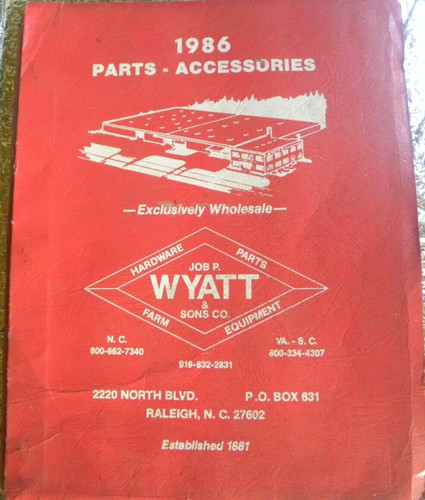 1986
PARTS - ACCESSORIES
—Exclusively Wholesale—
HARDWARE PARTS
JOB P.
WYATT
&
SONS CO.
FARM EQUIPMENT
N. C. VA. - S. C.
800-662-7340 800-334-4307
919-832-2831
2220 NORTH BLVD. P.O. BOX 631
RALEIGH, N. C. 27602
Established 1881